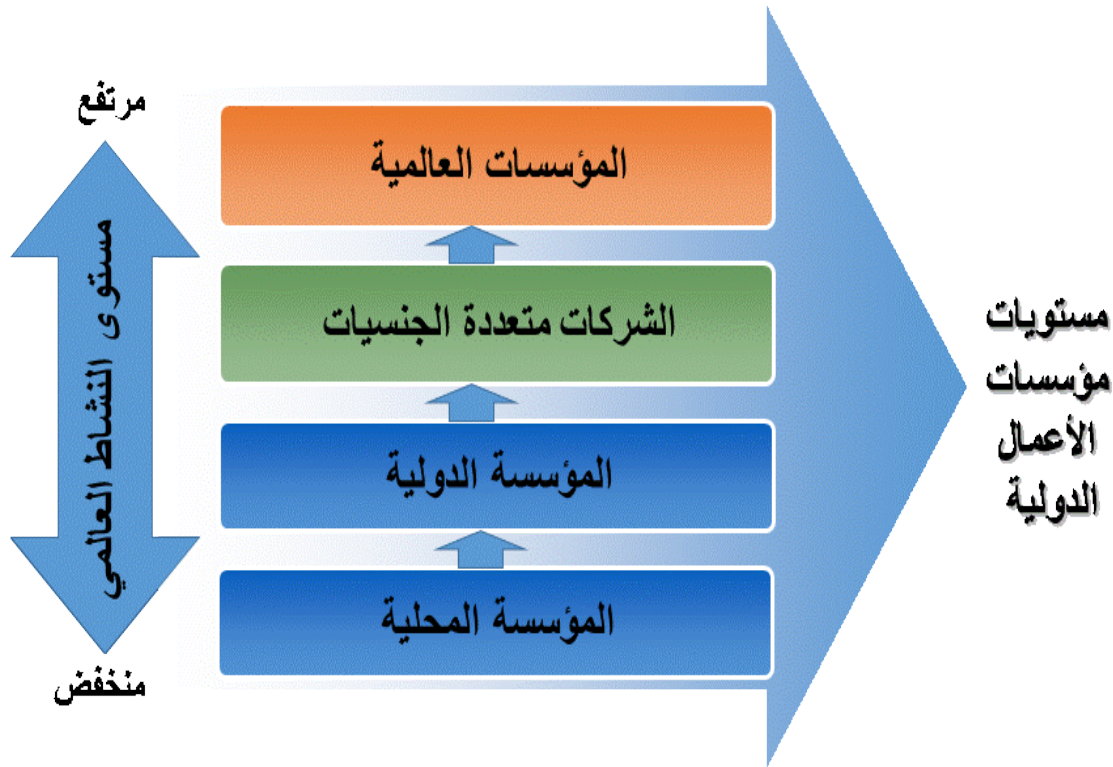 مرتفع
مستوى النشاط العالمي
منخفض
المؤسسات العالمية
الشركات متعددة الجنسيات
المؤسسة الدولية
المؤسسة المحلية
مستويات
مؤسسات
الأعمال
الدولية